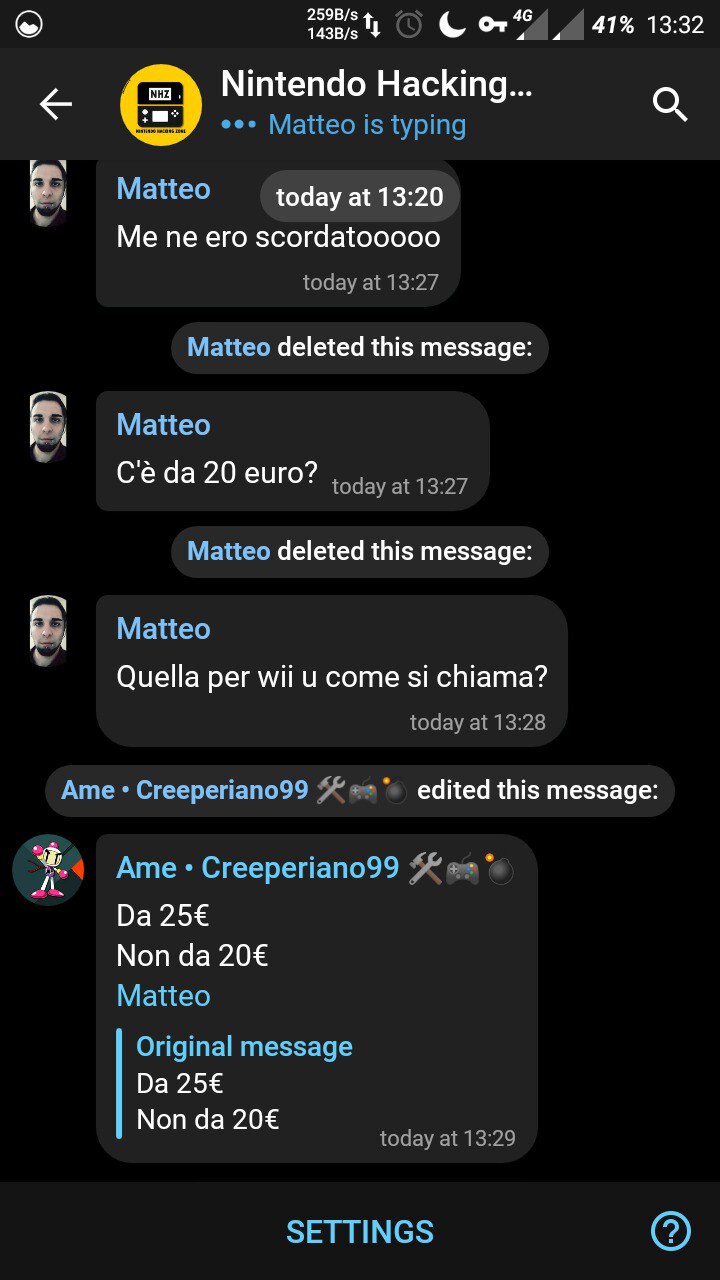 259B/s
143B/s
4G
41%
13:32
Nintendo Hacking...
Matteo is typing
NHZ
NINTENDO HACKING ZONE
today at 13:20
Matteo
Me ne ero scordatooooo
today at 13:27
Matteo deleted this message:
Matteo
C'è da 20 euro?
today at 13:27
Matteo deleted this message:
Matteo
Quella per wii u come si chiama?
today at 13:28
Ame • Creeperiano99 🛠🎮💣 edited this message:
Ame • Creeperiano99 🛠🎮💣
Da 25€
Non da 20€
Matteo
Original message
Da 25€
Non da 20€
today at 13:29
SETTINGS
?